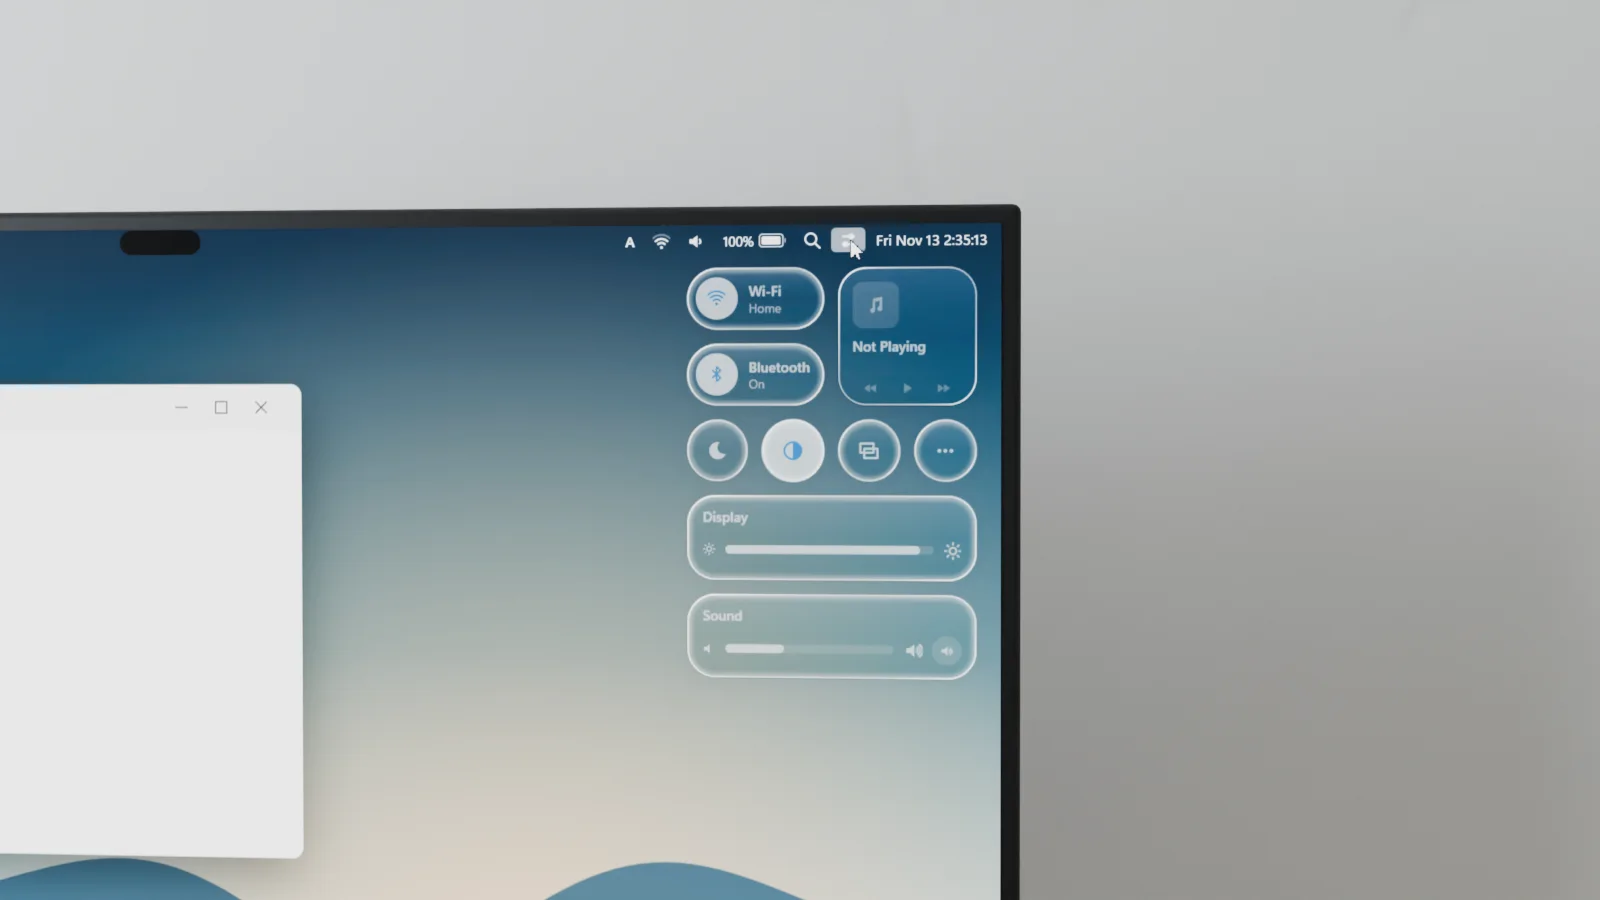 A 100% Fri Nov 13 2:35:13
Wi-Fi
Home
Not Playing
Bluetooth
On
Display
Sound